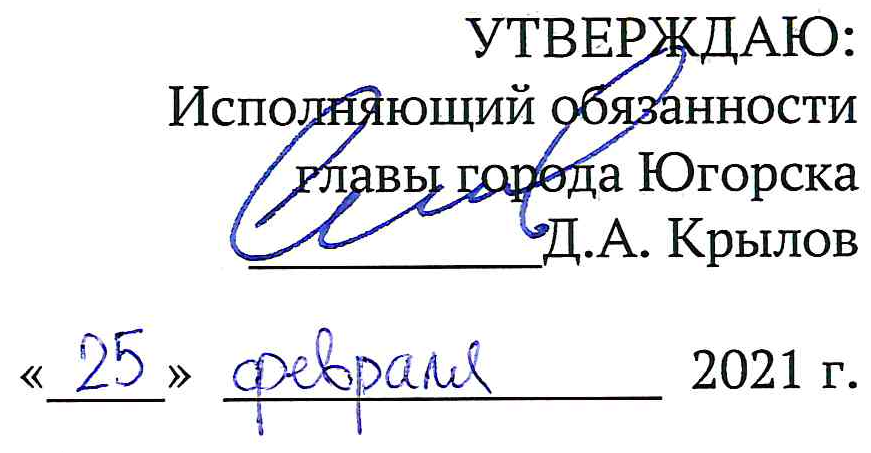 УТВЕРЖДАЮ:
Исполняющий обязанности
главы города Югорска
Д.А. Крылов
«25» февраля 2021 г.